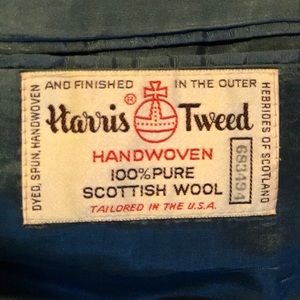 DYED, SPUN, HANDWOVEN
AND FINISHED IN THE OUTER
HEBRIDES OF SCOTLAND
Harris ® Tweed
HANDWOVEN
100% PURE
SCOTTISH WOOL
TAILORED IN THE U.S.A.
683494